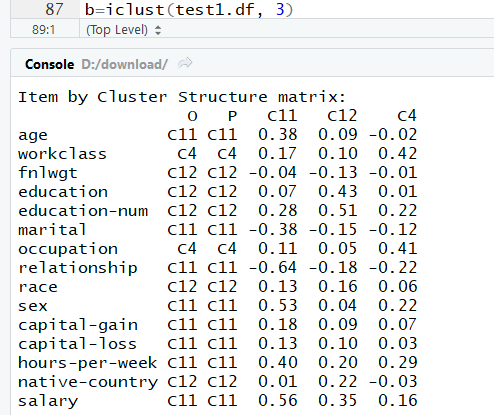 87 b=iclust(test1.df, 3)
89:1 (Top Level)
Console D:/download/
Item by Cluster Structure matrix:
O P C11 C12 C4
age C11 C11 0.38 0.09 -0.02
workclass C4 C4 0.17 0.10 0.42
fnlwgt C12 C12 -0.04 -0.13 -0.01
education C12 C12 0.07 0.43 0.01
education-num C12 C12 0.28 0.51 0.22
marital C11 C11 -0.38 -0.15 -0.12
occupation C4 C4 0.11 0.05 0.41
relationship C11 C11 -0.64 -0.18 -0.22
race C12 C12 0.13 0.16 0.06
sex C11 C11 0.53 0.04 0.22
capital-gain C11 C11 0.18 0.09 0.07
capital-loss C11 C11 0.13 0.10 0.03
hours-per-week C11 C11 0.40 0.20 0.29
native-country C12 C12 0.01 0.22 -0.03
salary C11 C11 0.56 0.35 0.16